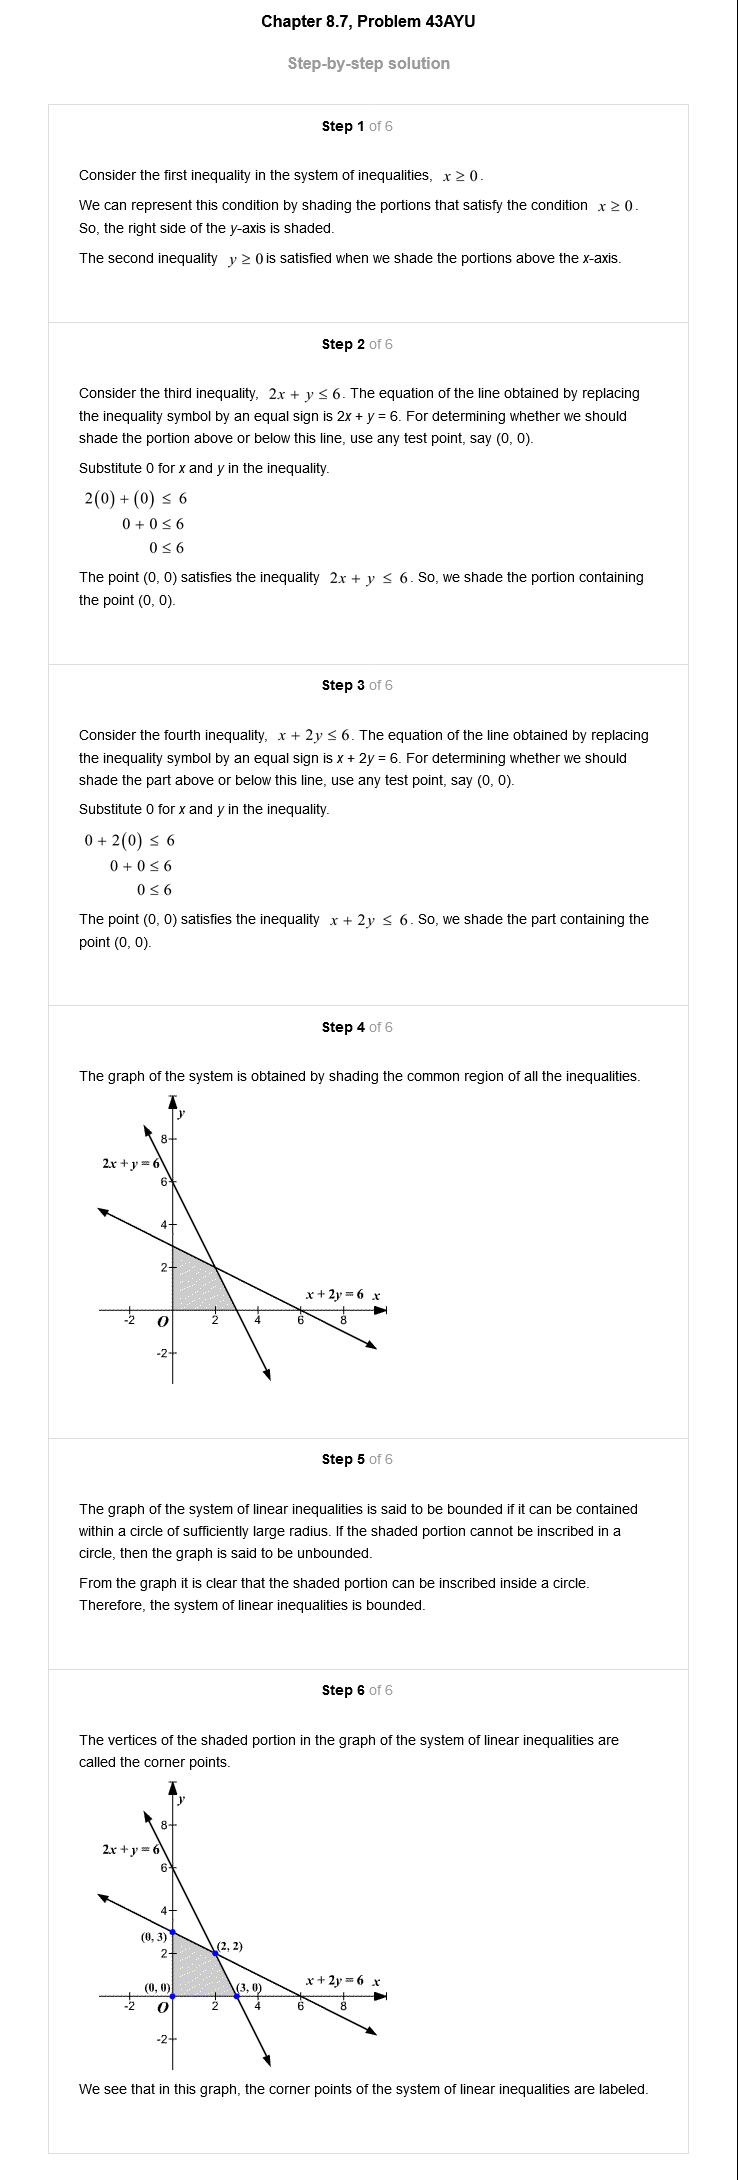 Chapter 8.7, Problem 43AYU
Step-by-step solution
Step 1 of 6
Consider the first inequality in the system of inequalities, x ≥ 0.
We can represent this condition by shading the portions that satisfy the condition x ≥ 0.
So, the right side of the y-axis is shaded.
The second inequality y ≥ 0 is satisfied when we shade the portions above the x-axis.
Step 2 of 6
Consider the third inequality, 2x + y ≤ 6. The equation of the line obtained by replacing
the inequality symbol by an equal sign is 2x + y = 6. For determining whether we should
shade the portion above or below this line, use any test point, say (0, 0).
Substitute 0 for x and y in the inequality.
2(0) + (0) ≤ 6
0 + 0 ≤ 6
0 ≤ 6
The point (0, 0) satisfies the inequality 2x + y ≤ 6. So, we shade the portion containing
the point (0, 0).
Step 3 of 6
Consider the fourth inequality, x + 2y ≤ 6. The equation of the line obtained by replacing
the inequality symbol by an equal sign is x + 2y = 6. For determining whether we should
shade the part above or below this line, use any test point, say (0, 0).
Substitute 0 for x and y in the inequality.
0 + 2(0) ≤ 6
0 + 0 ≤ 6
0 ≤ 6
The point (0, 0) satisfies the inequality x + 2y ≤ 6. So, we shade the part containing the
point (0, 0).
Step 4 of 6
The graph of the system is obtained by shading the common region of all the inequalities.
y
8
2x + y = 6
6
4
2
x + 2y = 6 x
-2 O 2 4 6 8
-2
Step 5 of 6
The graph of the system of linear inequalities is said to be bounded if it can be contained
within a circle of sufficiently large radius. If the shaded portion cannot be inscribed in a
circle, then the graph is said to be unbounded.
From the graph it is clear that the shaded portion can be inscribed inside a circle.
Therefore, the system of linear inequalities is bounded.
Step 6 of 6
The vertices of the shaded portion in the graph of the system of linear inequalities are
called the corner points.
y
8
2x + y = 6
6
4
(0, 3)
(2, 2)
2
x + 2y = 6 x
(0, 0) (3, 0)
-2 O 2 4 6 8
-2
We see that in this graph, the corner points of the system of linear inequalities are labeled.